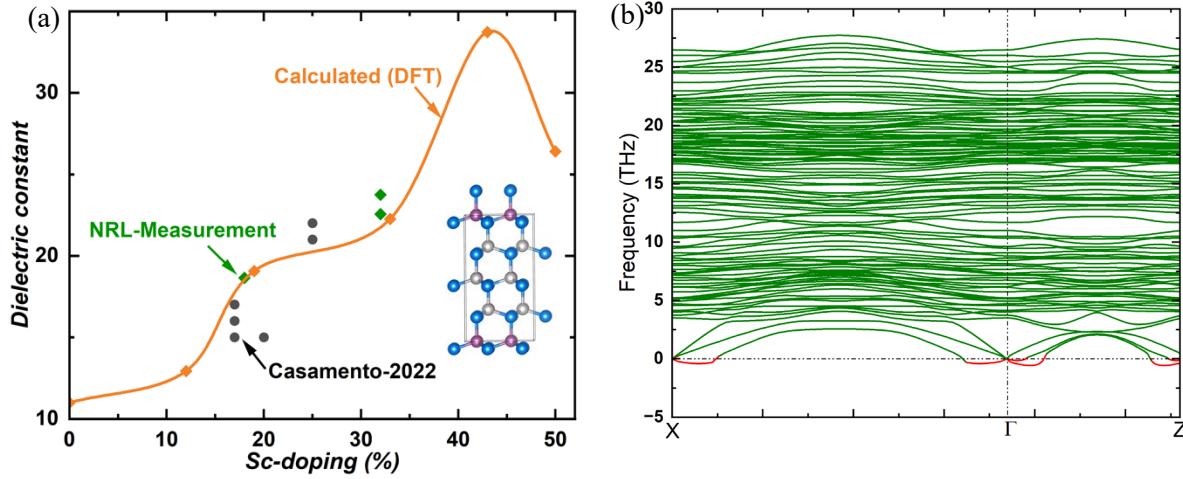 (a)
Dielectric constant
30
20
10
Calculated (DFT)
NRL-Measurement
Casamento-2022
0 10 20 30 40 50
Sc-doping (%)
(b)
Frequency (THz)
30
25
20
15
10
5
0
−5
X Γ Z